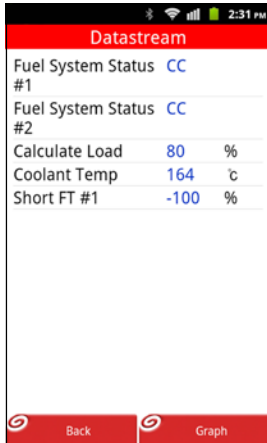 2:31 PM
Datastream
Fuel System Status CC
#1
Fuel System Status CC
#2
Calculate Load 80 %
Coolant Temp 164 ℃
Short FT #1 -100 %
Back Graph